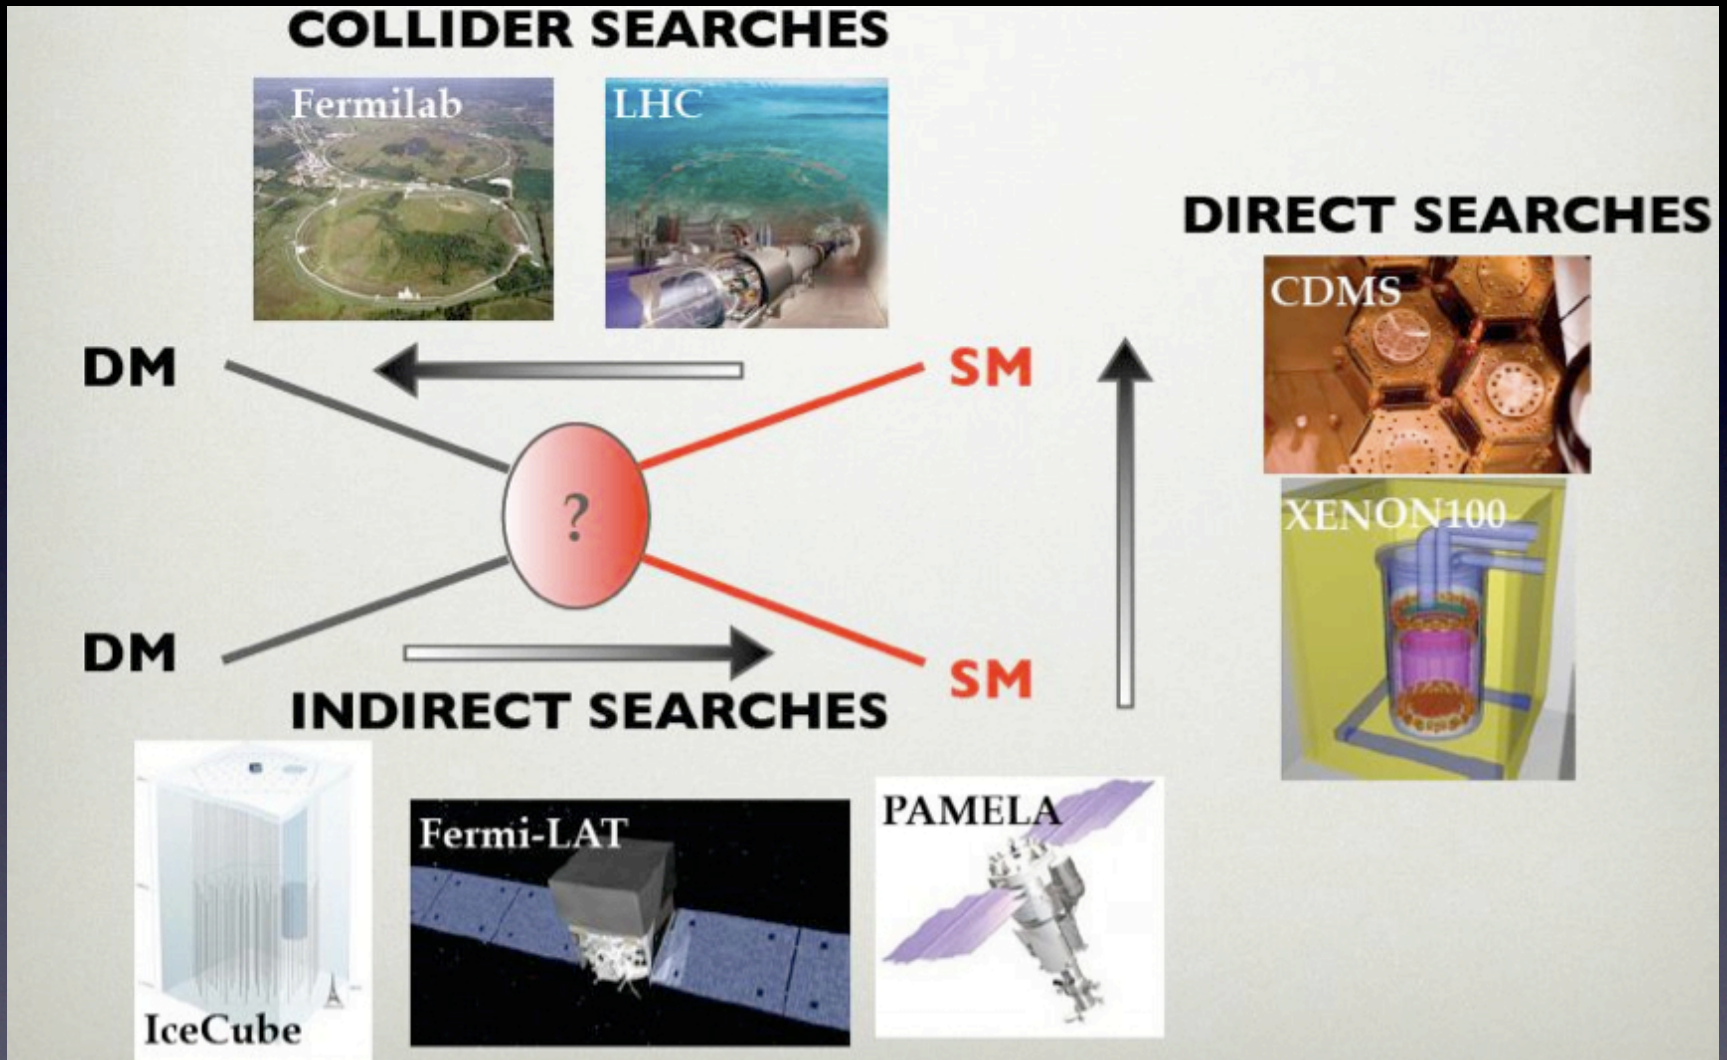 COLLIDER SEARCHES
Fermilab
LHC
DIRECT SEARCHES
CDMS
DM
SM
XENON100
?
DM
SM
INDIRECT SEARCHES
PAMELA
Fermi-LAT
IceCube